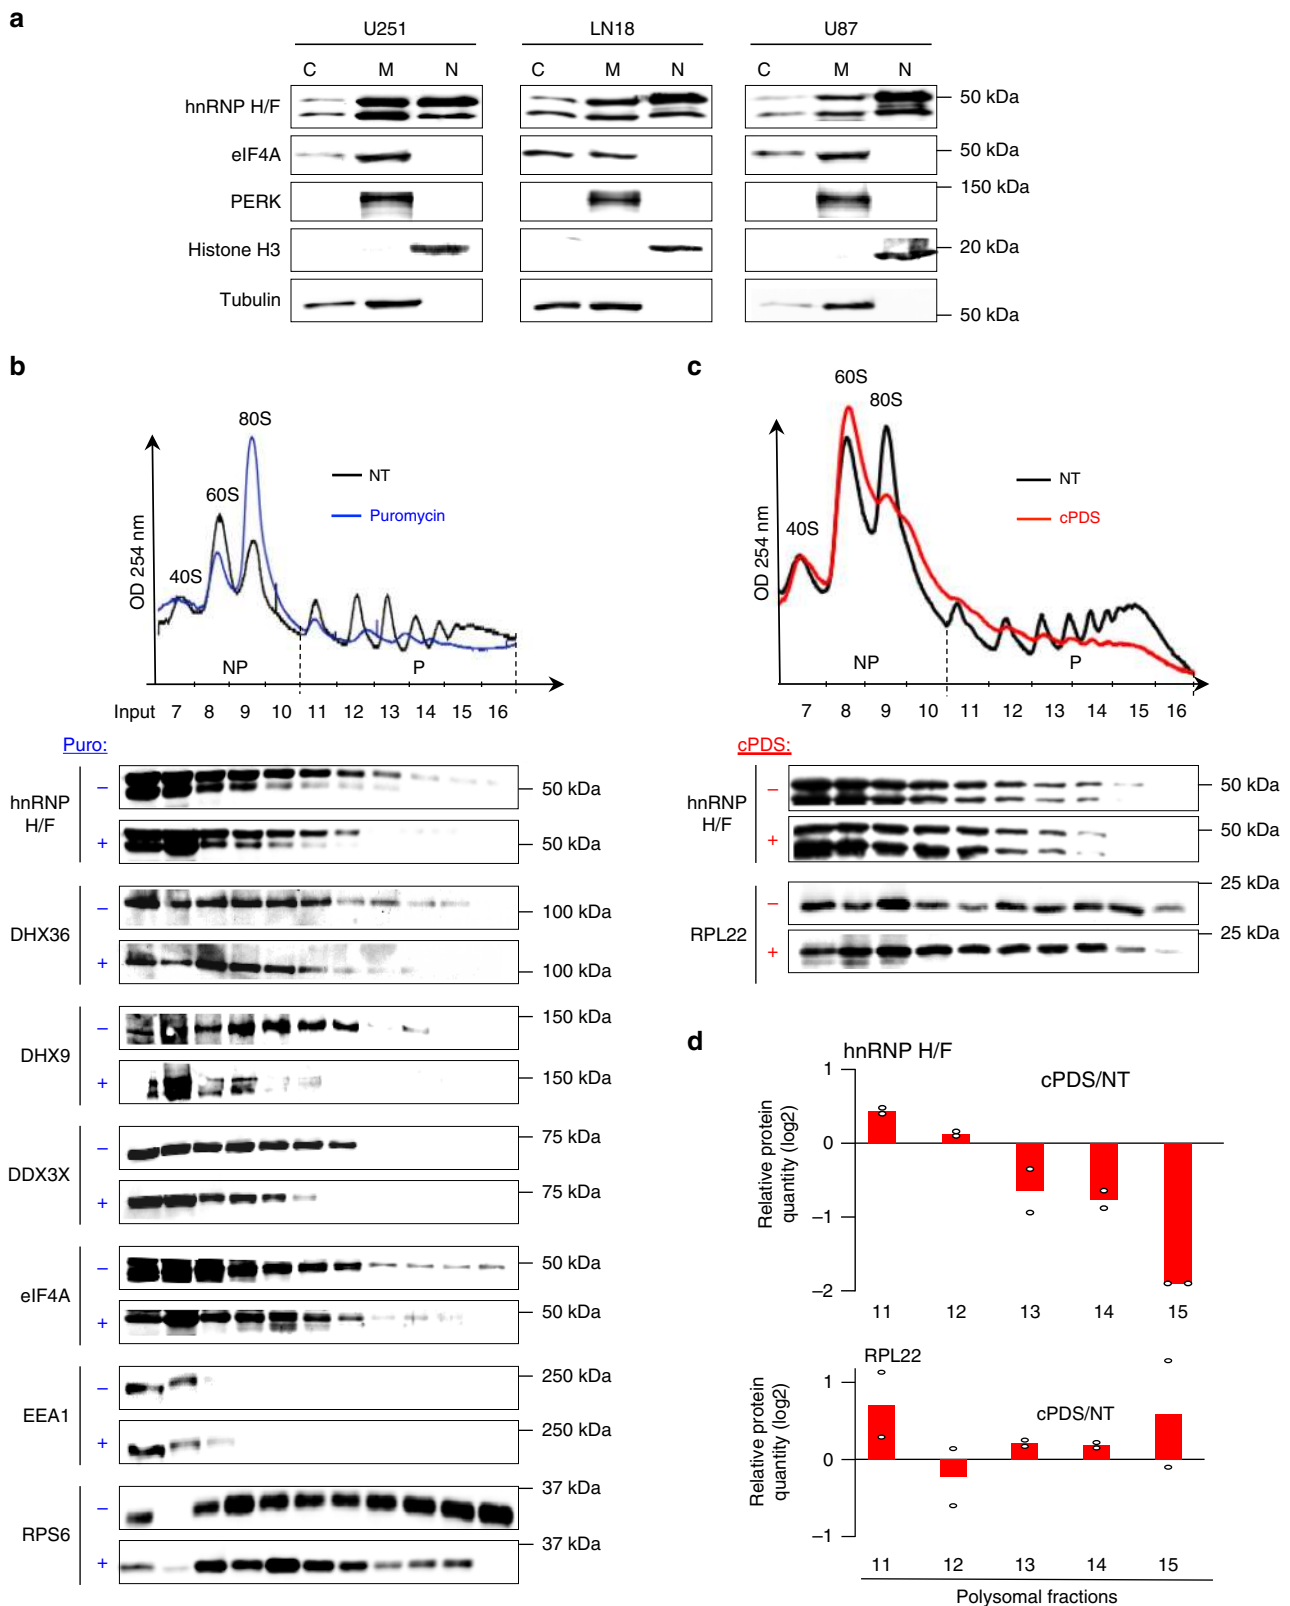 a
U251
LN18
U87
C M N C M N C M N
hnRNP H/F
50 kDa
eIF4A
50 kDa
PERK
150 kDa
Histone H3
20 kDa
Tubulin
50 kDa
b
80S
60S
40S
OD 254 nm
NT
Puromycin
NP
P
Input 7 8 9 10 11 12 13 14 15 16
Puro:
hnRNP
H/F
– 50 kDa
+ 50 kDa
DHX36
– 100 kDa
+ 100 kDa
DHX9
– 150 kDa
+ 150 kDa
DDX3X
– 75 kDa
+ 75 kDa
eIF4A
– 50 kDa
+ 50 kDa
EEA1
– 250 kDa
+ 250 kDa
RPS6
– 37 kDa
+ 37 kDa
c
60S
80S
40S
OD 254 nm
NT
cPDS
NP
P
7 8 9 10 11 12 13 14 15 16
cPDS:
hnRNP
H/F
– 50 kDa
+ 50 kDa
RPL22
– 25 kDa
+ 25 kDa
d
hnRNP H/F
cPDS/NT
Relative protein
quantity (log2)
1
0
–1
–2
11 12 13 14 15
RPL22
cPDS/NT
Relative protein
quantity (log2)
1
0
–1
11 12 13 14 15
Polysomal fractions